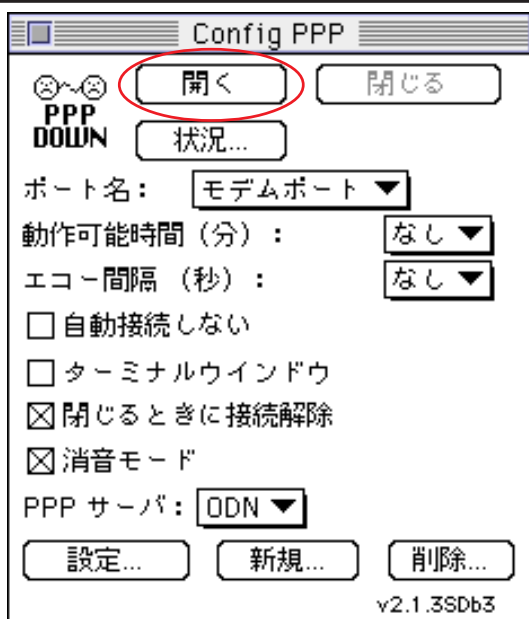 Config PPP
開く 閉じる
PPP
DOWN
状況...
ポート名： モデムポート
動作可能時間（分）： なし
エコー間隔 （秒）： なし
自動接続しない
ターミナルウインドウ
閉じるときに接続解除
消音モード
PPP サーバ： ODN
設定... 新規... 削除...
v2.1.3SDb3